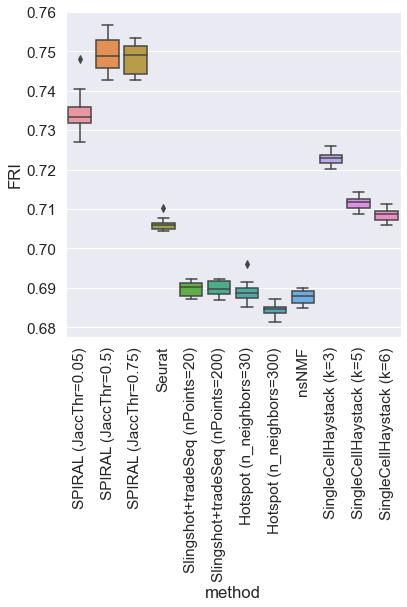 0.76
0.75
0.74
0.73
0.72
0.71
0.70
0.69
0.68
FRI
SPIRAL (JaccThr=0.05)
SPIRAL (JaccThr=0.5)
SPIRAL (JaccThr=0.75)
Seurat
Slingshot+tradeSeq (nPoints=20)
Slingshot+tradeSeq (nPoints=200)
Hotspot (n_neighbors=30)
Hotspot (n_neighbors=300)
nsNMF
SingleCellHaystack (k=3)
SingleCellHaystack (k=5)
SingleCellHaystack (k=6)
method